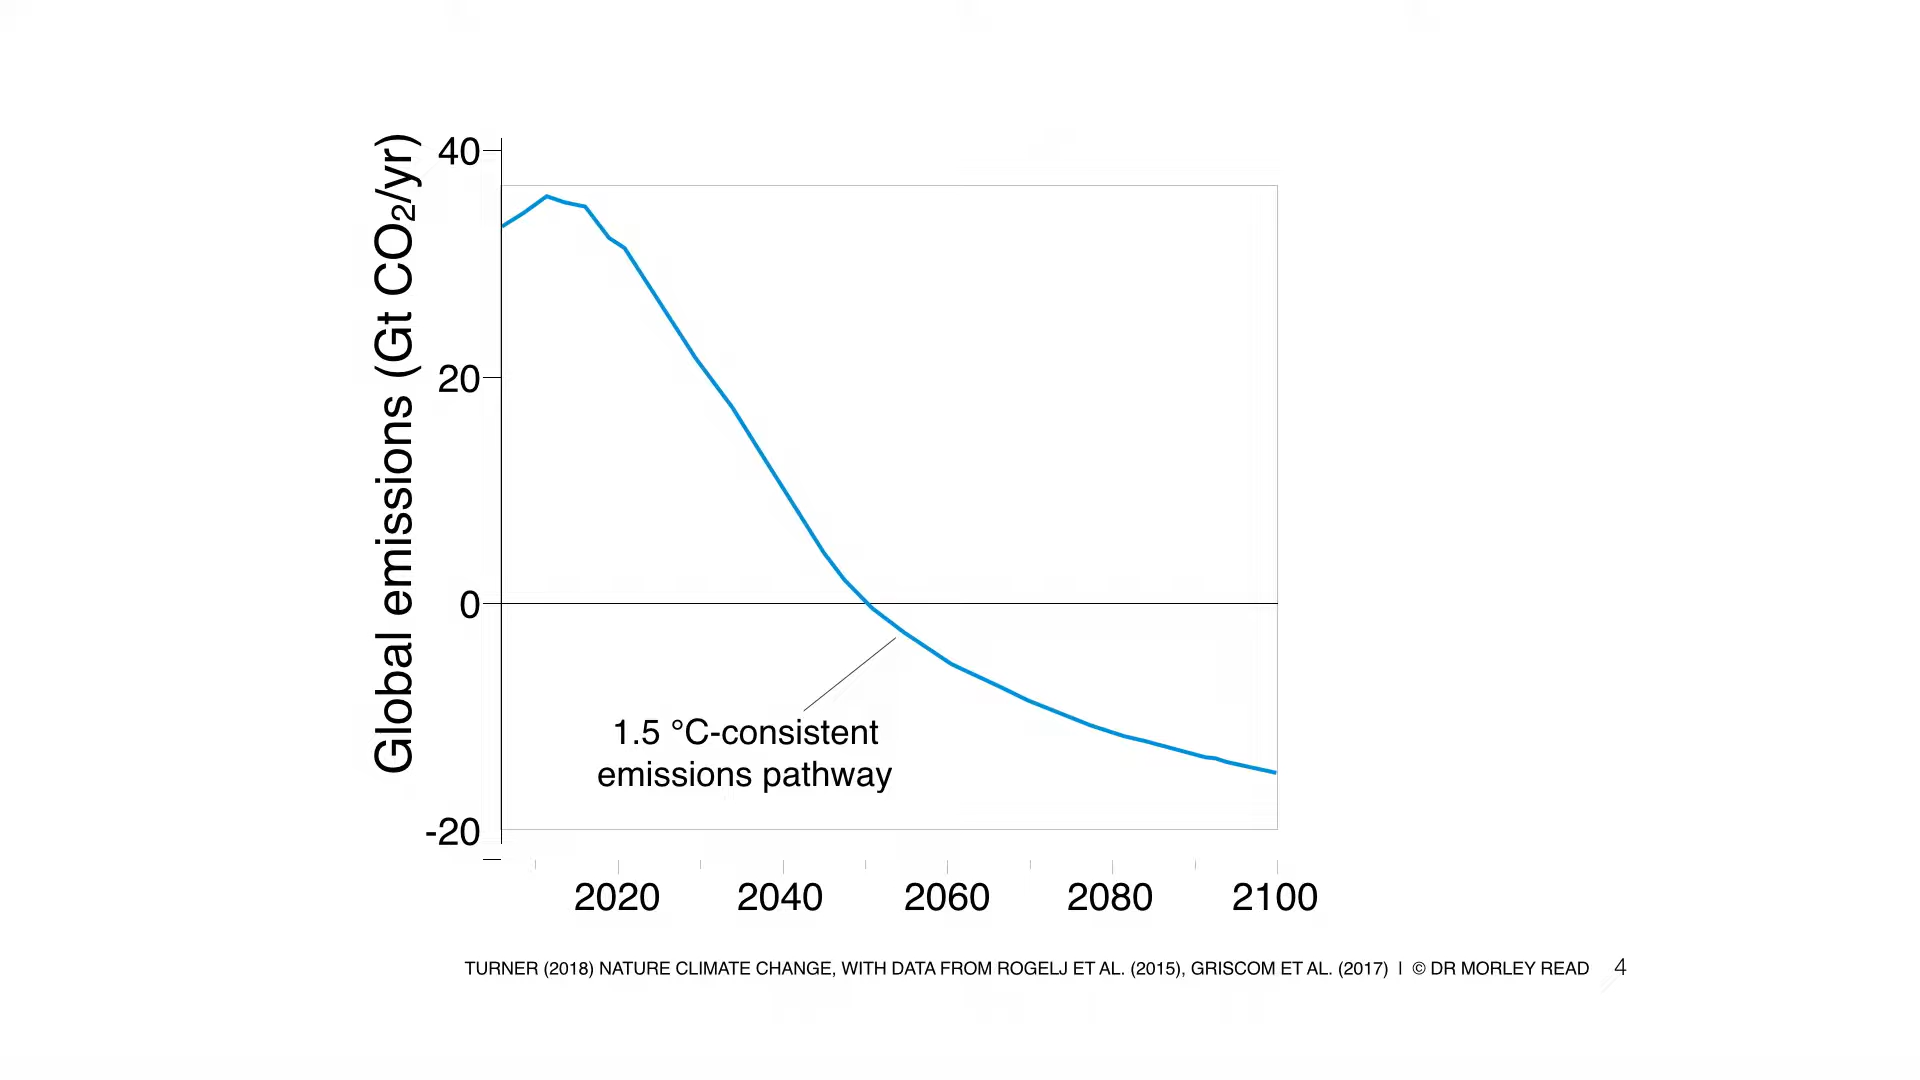 Global emissions (Gt CO₂/yr)
40
20
0
-20
1.5 °C-consistent
emissions pathway
2020 2040 2060 2080 2100
TURNER (2018) NATURE CLIMATE CHANGE, WITH DATA FROM ROGELJ ET AL. (2015), GRISCOM ET AL. (2017) | © DR MORLEY READ 4